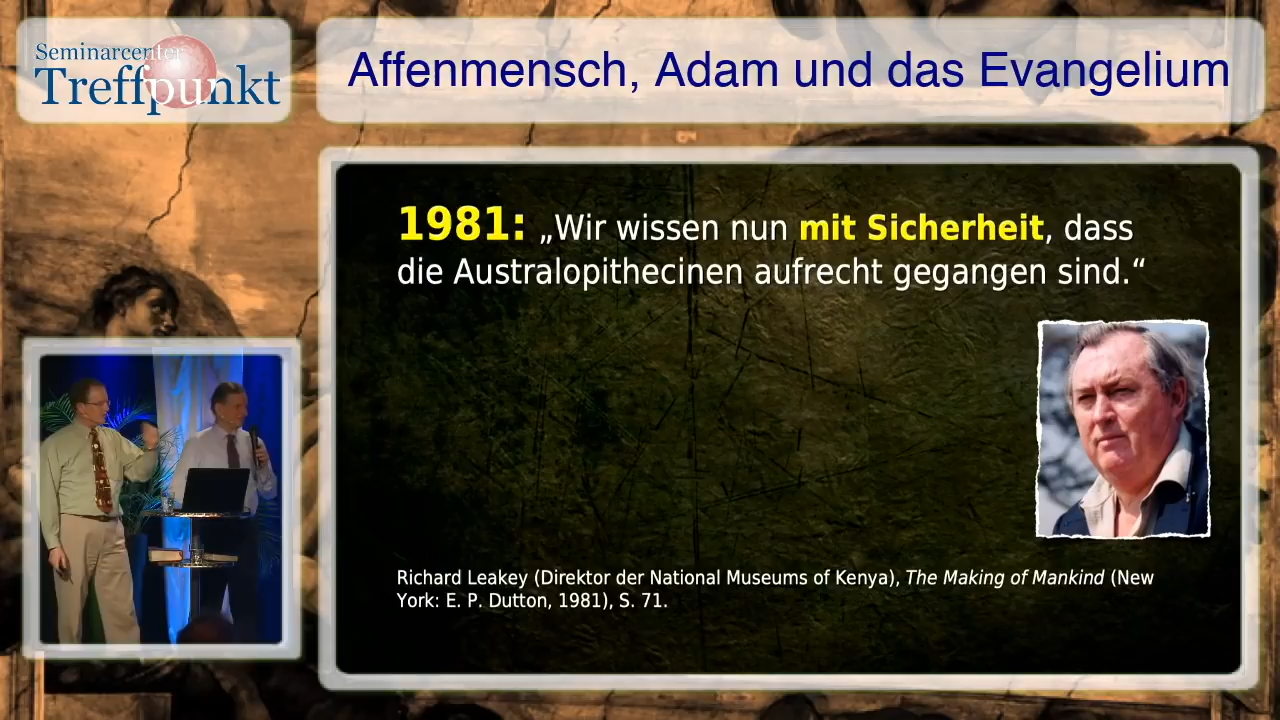 Seminarcenter
Treffpunkt
Affenmensch, Adam und das Evangelium
1981: „Wir wissen nun mit Sicherheit, dass
die Australopithecinen aufrecht gegangen sind.“
Richard Leakey (Direktor der National Museums of Kenya), The Making of Mankind (New
York: E. P. Dutton, 1981), S. 71.